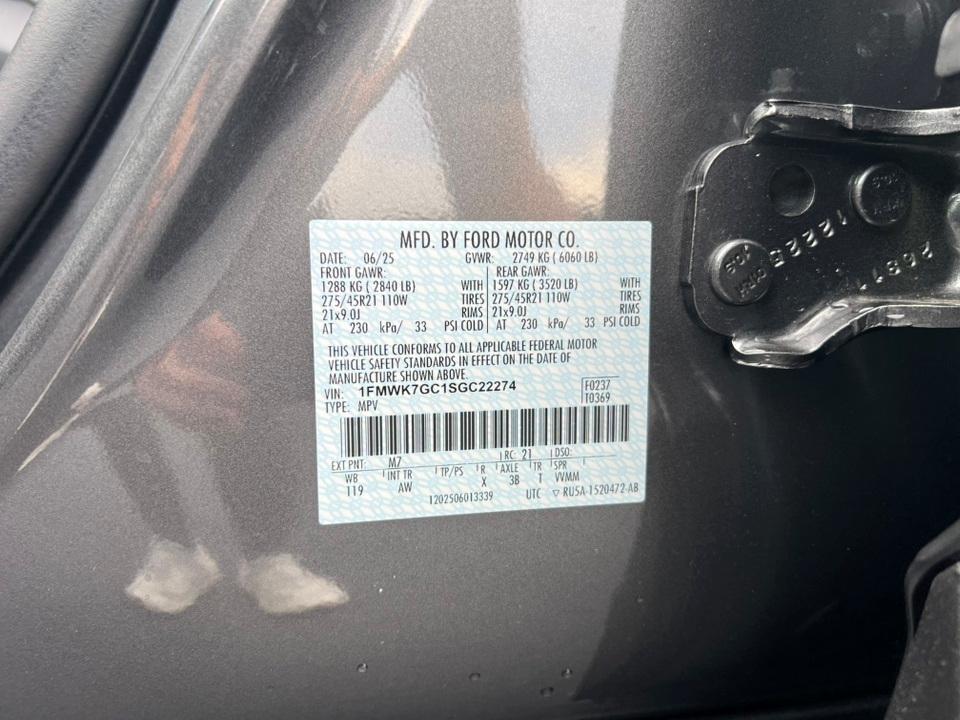 MFD. BY FORD MOTOR CO.
DATE: 06/25 GVWR: 2749 KG ( 6060 LB)
FRONT GAWR: REAR GAWR:
1288 KG ( 2840 LB) WITH 1597 KG ( 3520 LB) WITH
275/45R21 110W TIRES 275/45R21 110W TIRES
21x9.0J RIMS 21x9.0J RIMS
AT 230 kPa/ 33 PSI COLD AT 230 kPa/ 33 PSI COLD
THIS VEHICLE CONFORMS TO ALL APPLICABLE FEDERAL MOTOR
VEHICLE SAFETY STANDARDS IN EFFECT ON THE DATE OF
MANUFACTURE SHOWN ABOVE.
VIN: 1FMWK7GC1SGC22274 F0237
TYPE: MPV T0369
EXT PNT: M7 RC: 21 DSO:
WB INT TR TP/PS R AXLE TR SPR
119 AW X 3B T VVMM
1202506013339 UTC ▽ RU5A-1520472-AB
12225